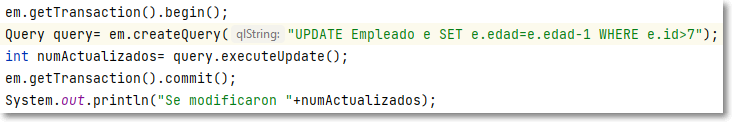 em.getTransaction().begin();
Query query= em.createQuery( qlString: "UPDATE Empleado e SET e.edad=e.edad-1 WHERE e.id>7");
int numActualizados= query.executeUpdate();
em.getTransaction().commit();
System.out.println("Se modificaron "+numActualizados);